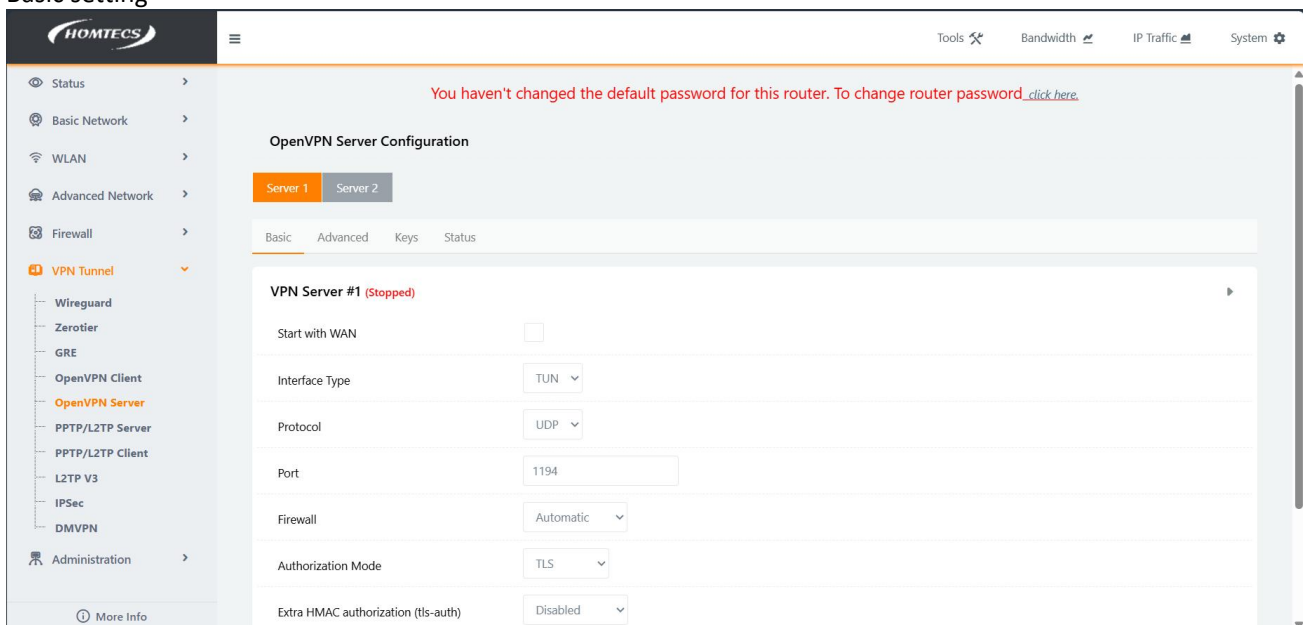 Basic setting
HOMTECS
Tools
Bandwidth
IP Traffic
System
Status
Basic Network
WLAN
Advanced Network
Firewall
VPN Tunnel
Wireguard
Zerotier
GRE
OpenVPN Client
OpenVPN Server
PPTP/L2TP Server
PPTP/L2TP Client
L2TP V3
IPSec
DMVPN
Administration
More Info
You haven't changed the default password for this router. To change router password click here.
OpenVPN Server Configuration
Server 1 Server 2
Basic Advanced Keys Status
VPN Server #1 (Stopped)
Start with WAN
Interface Type TUN
Protocol UDP
Port 1194
Firewall Automatic
Authorization Mode TLS
Extra HMAC authorization (tls-auth) Disabled